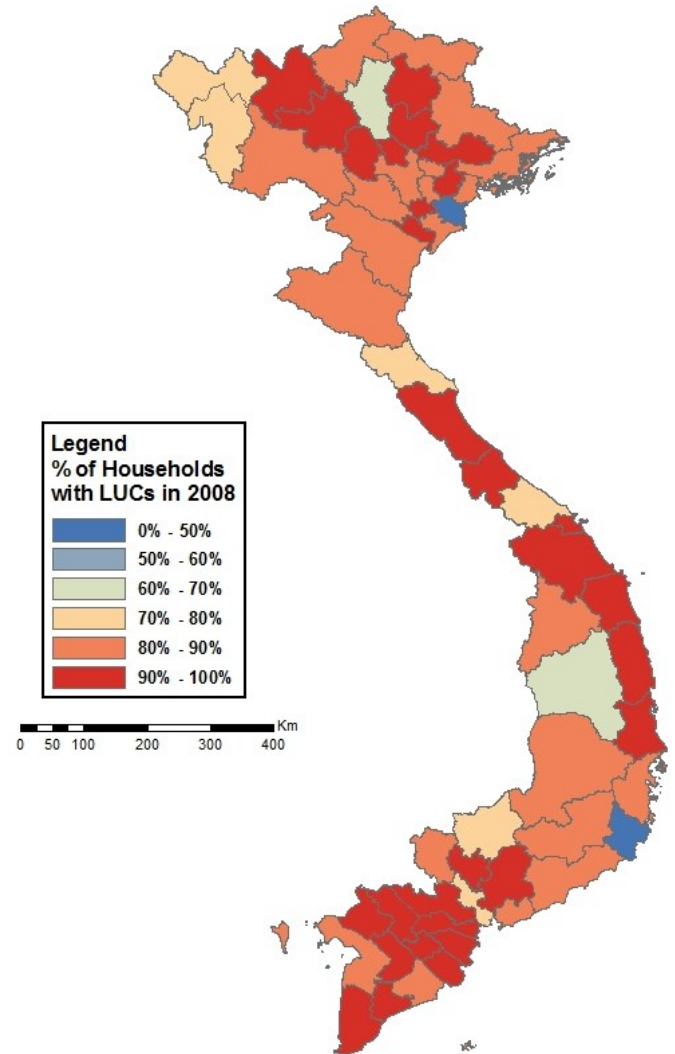 Legend
% of Households
with LUCs in 2008
0% - 50%
50% - 60%
60% - 70%
70% - 80%
80% - 90%
90% - 100%
Km
0 50 100 200 300 400